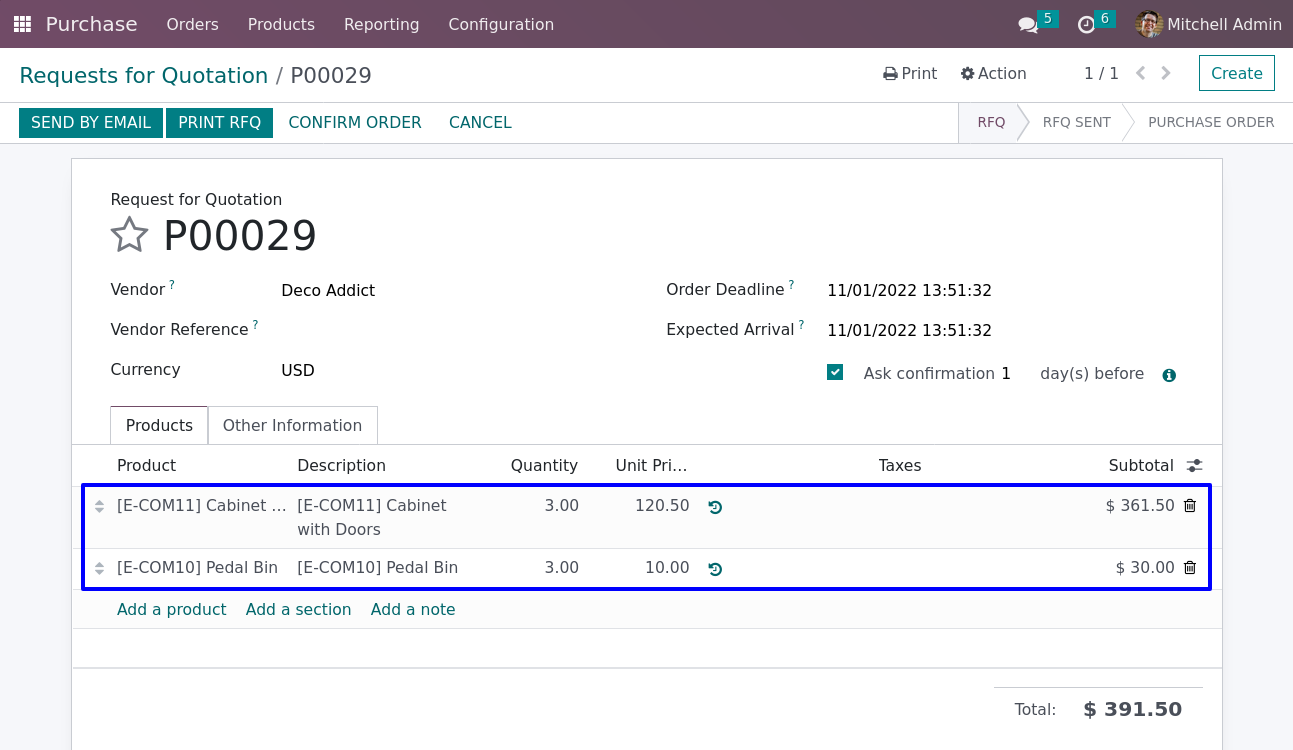 Purchase Orders Products Reporting Configuration 5 6 Mitchell Admin
Requests for Quotation / P00029 Print Action 1 / 1 Create
SEND BY EMAIL PRINT RFQ CONFIRM ORDER CANCEL RFQ RFQ SENT PURCHASE ORDER
Request for Quotation
P00029
Vendor ? Deco Addict Order Deadline ? 11/01/2022 13:51:32
Vendor Reference ? Expected Arrival ? 11/01/2022 13:51:32
Currency USD Ask confirmation 1 day(s) before
Products Other Information
Product Description Quantity Unit Pri... Taxes Subtotal
[E-COM11] Cabinet ... [E-COM11] Cabinet 3.00 120.50 $ 361.50
with Doors
[E-COM10] Pedal Bin [E-COM10] Pedal Bin 3.00 10.00 $ 30.00
Add a product Add a section Add a note
Total: $ 391.50